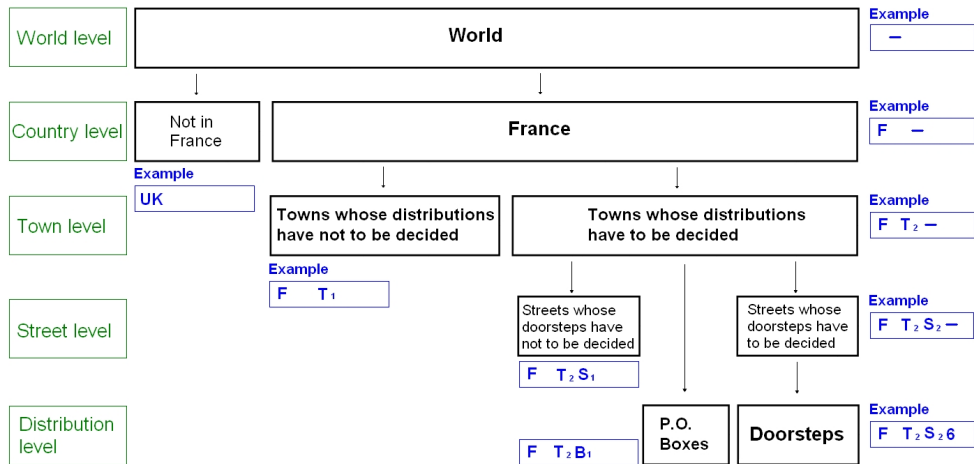 World level
World
Example
–
Country level
Not in
France
France
Example
F –
Example
UK
Town level
Towns whose distributions
have not to be decided
Towns whose distributions
have to be decided
Example
F T₂ –
Example
F T₁
Street level
Streets whose
doorsteps have
not to be decided
Streets whose
doorsteps have
to be decided
Example
F T₂ S₂ –
F T₂ S₁
Distribution
level
P.O.
Boxes
Doorsteps
Example
F T₂ S₂ 6
F T₂ B₁